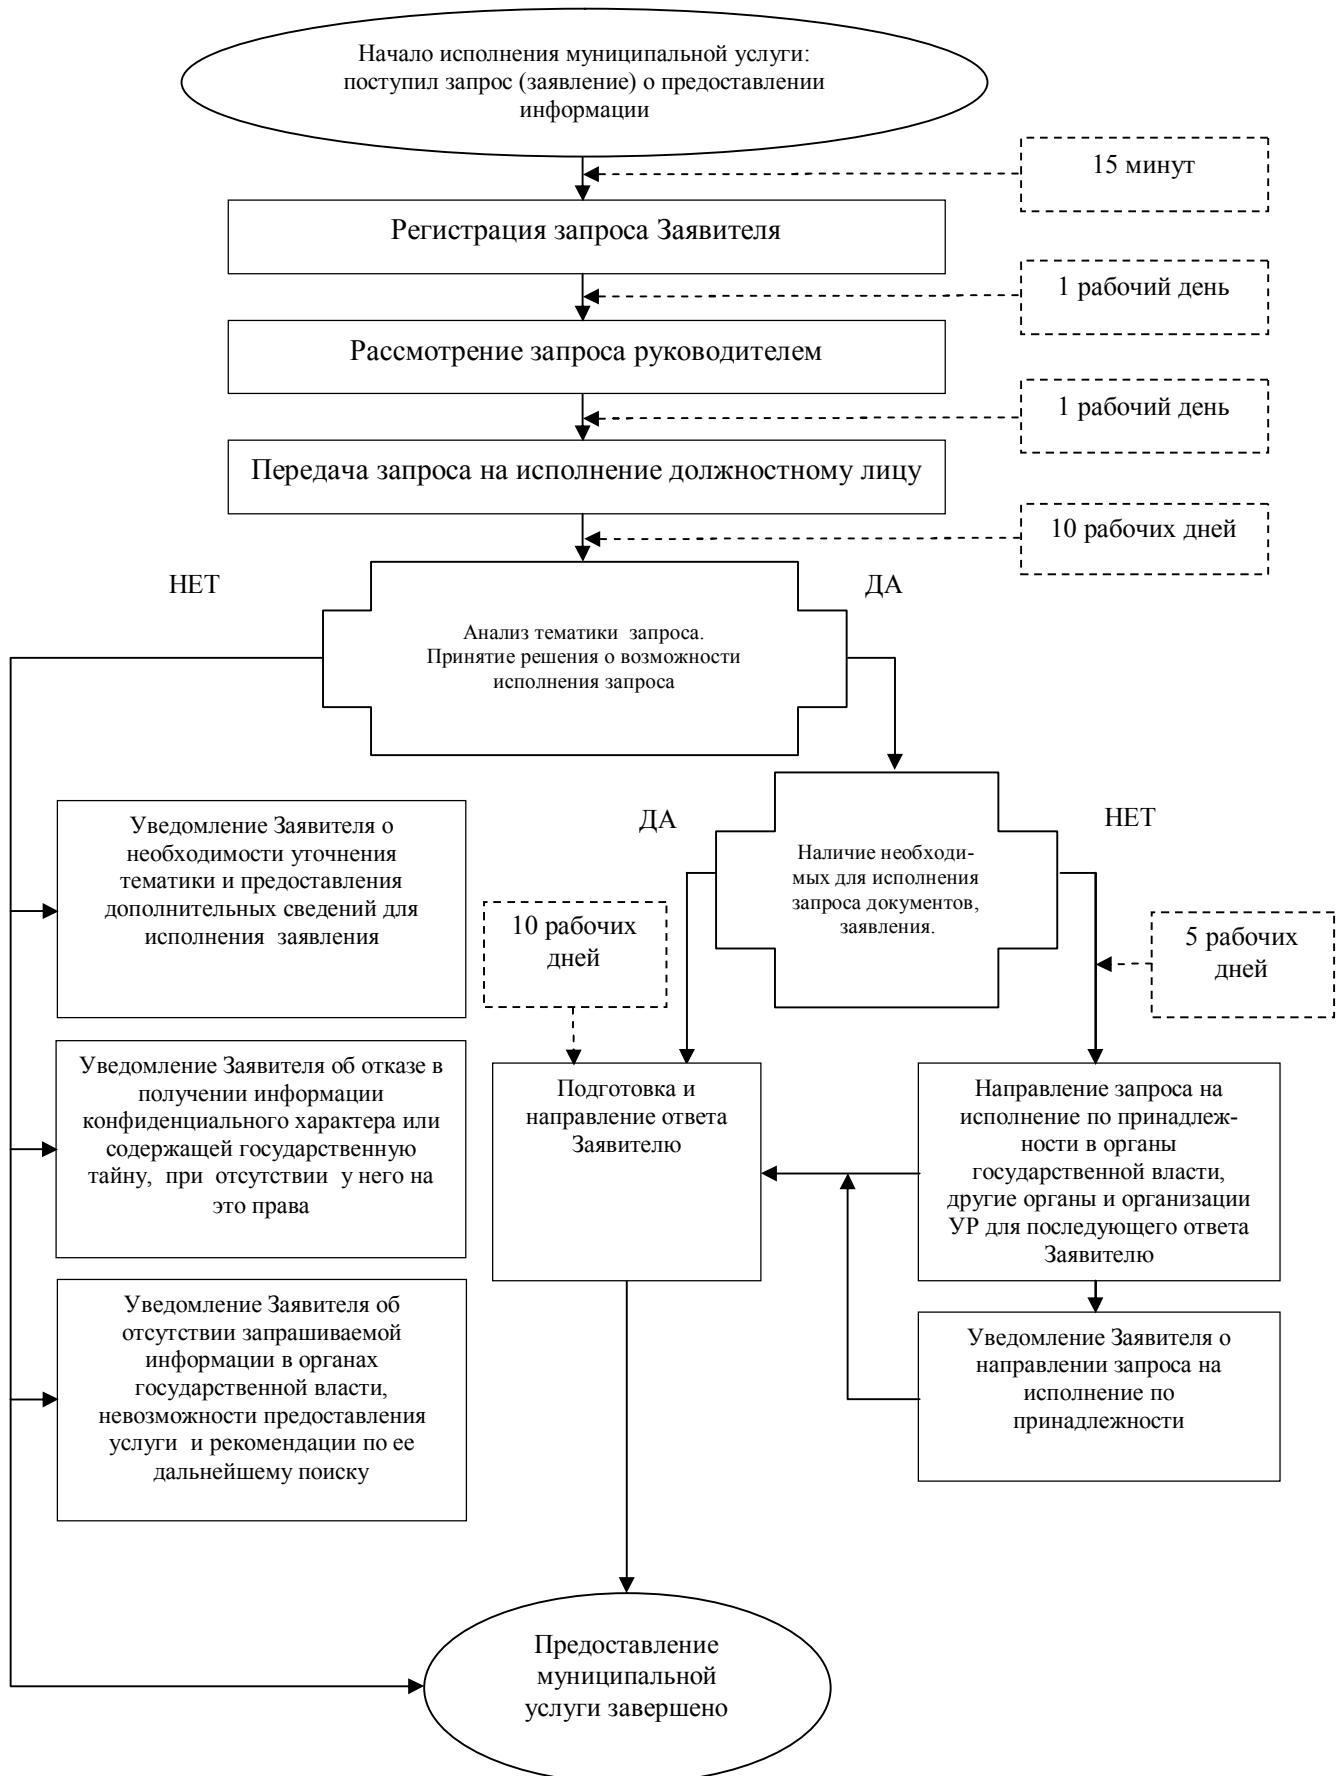 Начало исполнения муниципальной услуги:
поступил запрос (заявление) о предоставлении
информации
15 минут
Регистрация запроса Заявителя
1 рабочий день
Рассмотрение запроса руководителем
1 рабочий день
Передача запроса на исполнение должностному лицу
10 рабочих дней
НЕТ
ДА
Анализ тематики запроса.
Принятие решения о возможности
исполнения запроса
Уведомление Заявителя о
необходимости уточнения
тематики и предоставления
дополнительных сведений для
исполнения заявления
ДА
НЕТ
Наличие необходи-
мых для исполнения
запроса документов,
заявления.
10 рабочих
дней
5 рабочих
дней
Уведомление Заявителя об отказе в
получении информации
конфиденциального характера или
содержащей государственную
тайну, при отсутствии у него на
это права
Подготовка и
направление ответа
Заявителю
Направление запроса на
исполнение по принадлеж-
ности в органы
государственной власти,
другие органы и организации
УР для последующего ответа
Заявителю
Уведомление Заявителя об
отсутствии запрашиваемой
информации в органах
государственной власти,
невозможности предоставления
услуги и рекомендации по ее
дальнейшему поиску
Уведомление Заявителя о
направлении запроса на
исполнение по
принадлежности
Предоставление
муниципальной
услуги завершено